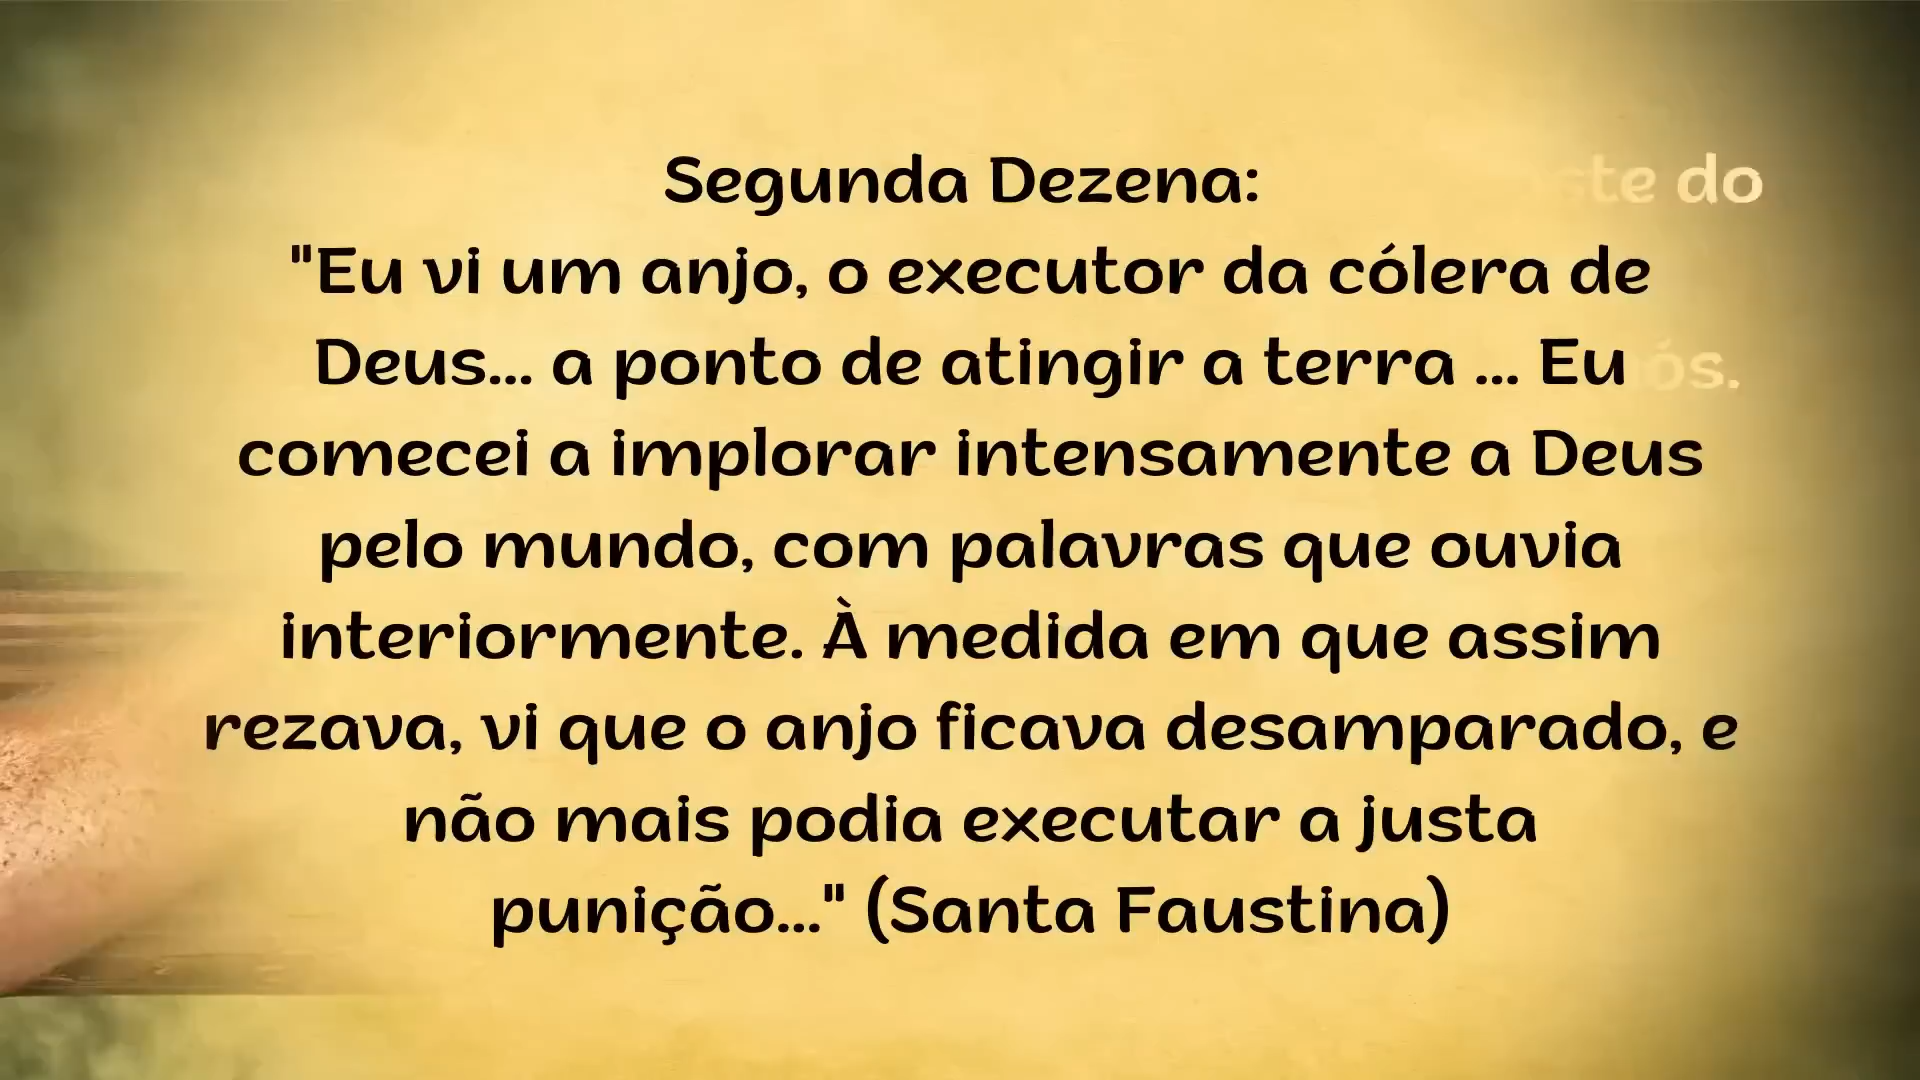 Segunda Dezena:
"Eu vi um anjo, o executor da cólera de
Deus... a ponto de atingir a terra ... Eu
comecei a implorar intensamente a Deus
pelo mundo, com palavras que ouvia
interiormente. À medida em que assim
rezava, vi que o anjo ficava desamparado, e
não mais podia executar a justa
punição..." (Santa Faustina)
do